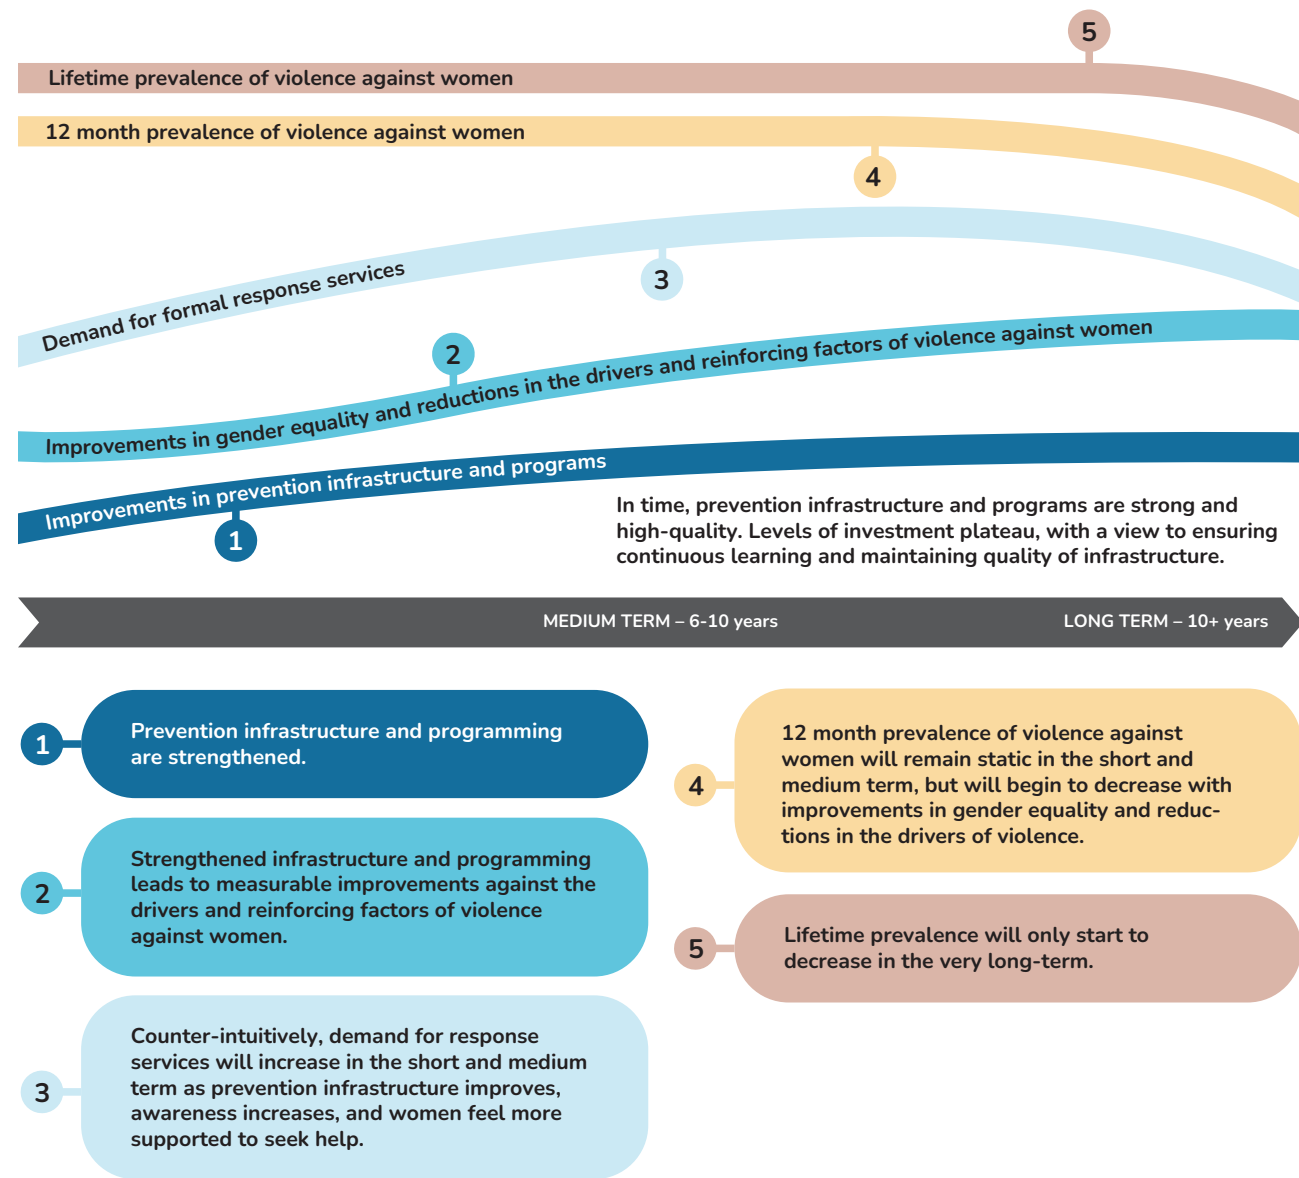 5
Lifetime prevalence of violence against women
12 month prevalence of violence against women
4
Demand for formal response services
3
2
Improvements in gender equality and reductions in the drivers and reinforcing factors of violence against women
Improvements in prevention infrastructure and programs
1
In time, prevention infrastructure and programs are strong and
high-quality. Levels of investment plateau, with a view to ensuring
continuous learning and maintaining quality of infrastructure.
MEDIUM TERM – 6-10 years
LONG TERM – 10+ years
1
Prevention infrastructure and programming
are strengthened.
2
Strengthened infrastructure and programming
leads to measurable improvements against the
drivers and reinforcing factors of violence
against women.
3
Counter-intuitively, demand for response
services will increase in the short and medium
term as prevention infrastructure improves,
awareness increases, and women feel more
supported to seek help.
4
12 month prevalence of violence against
women will remain static in the short and
medium term, but will begin to decrease with
improvements in gender equality and reduc-
tions in the drivers of violence.
5
Lifetime prevalence will only start to
decrease in the very long-term.